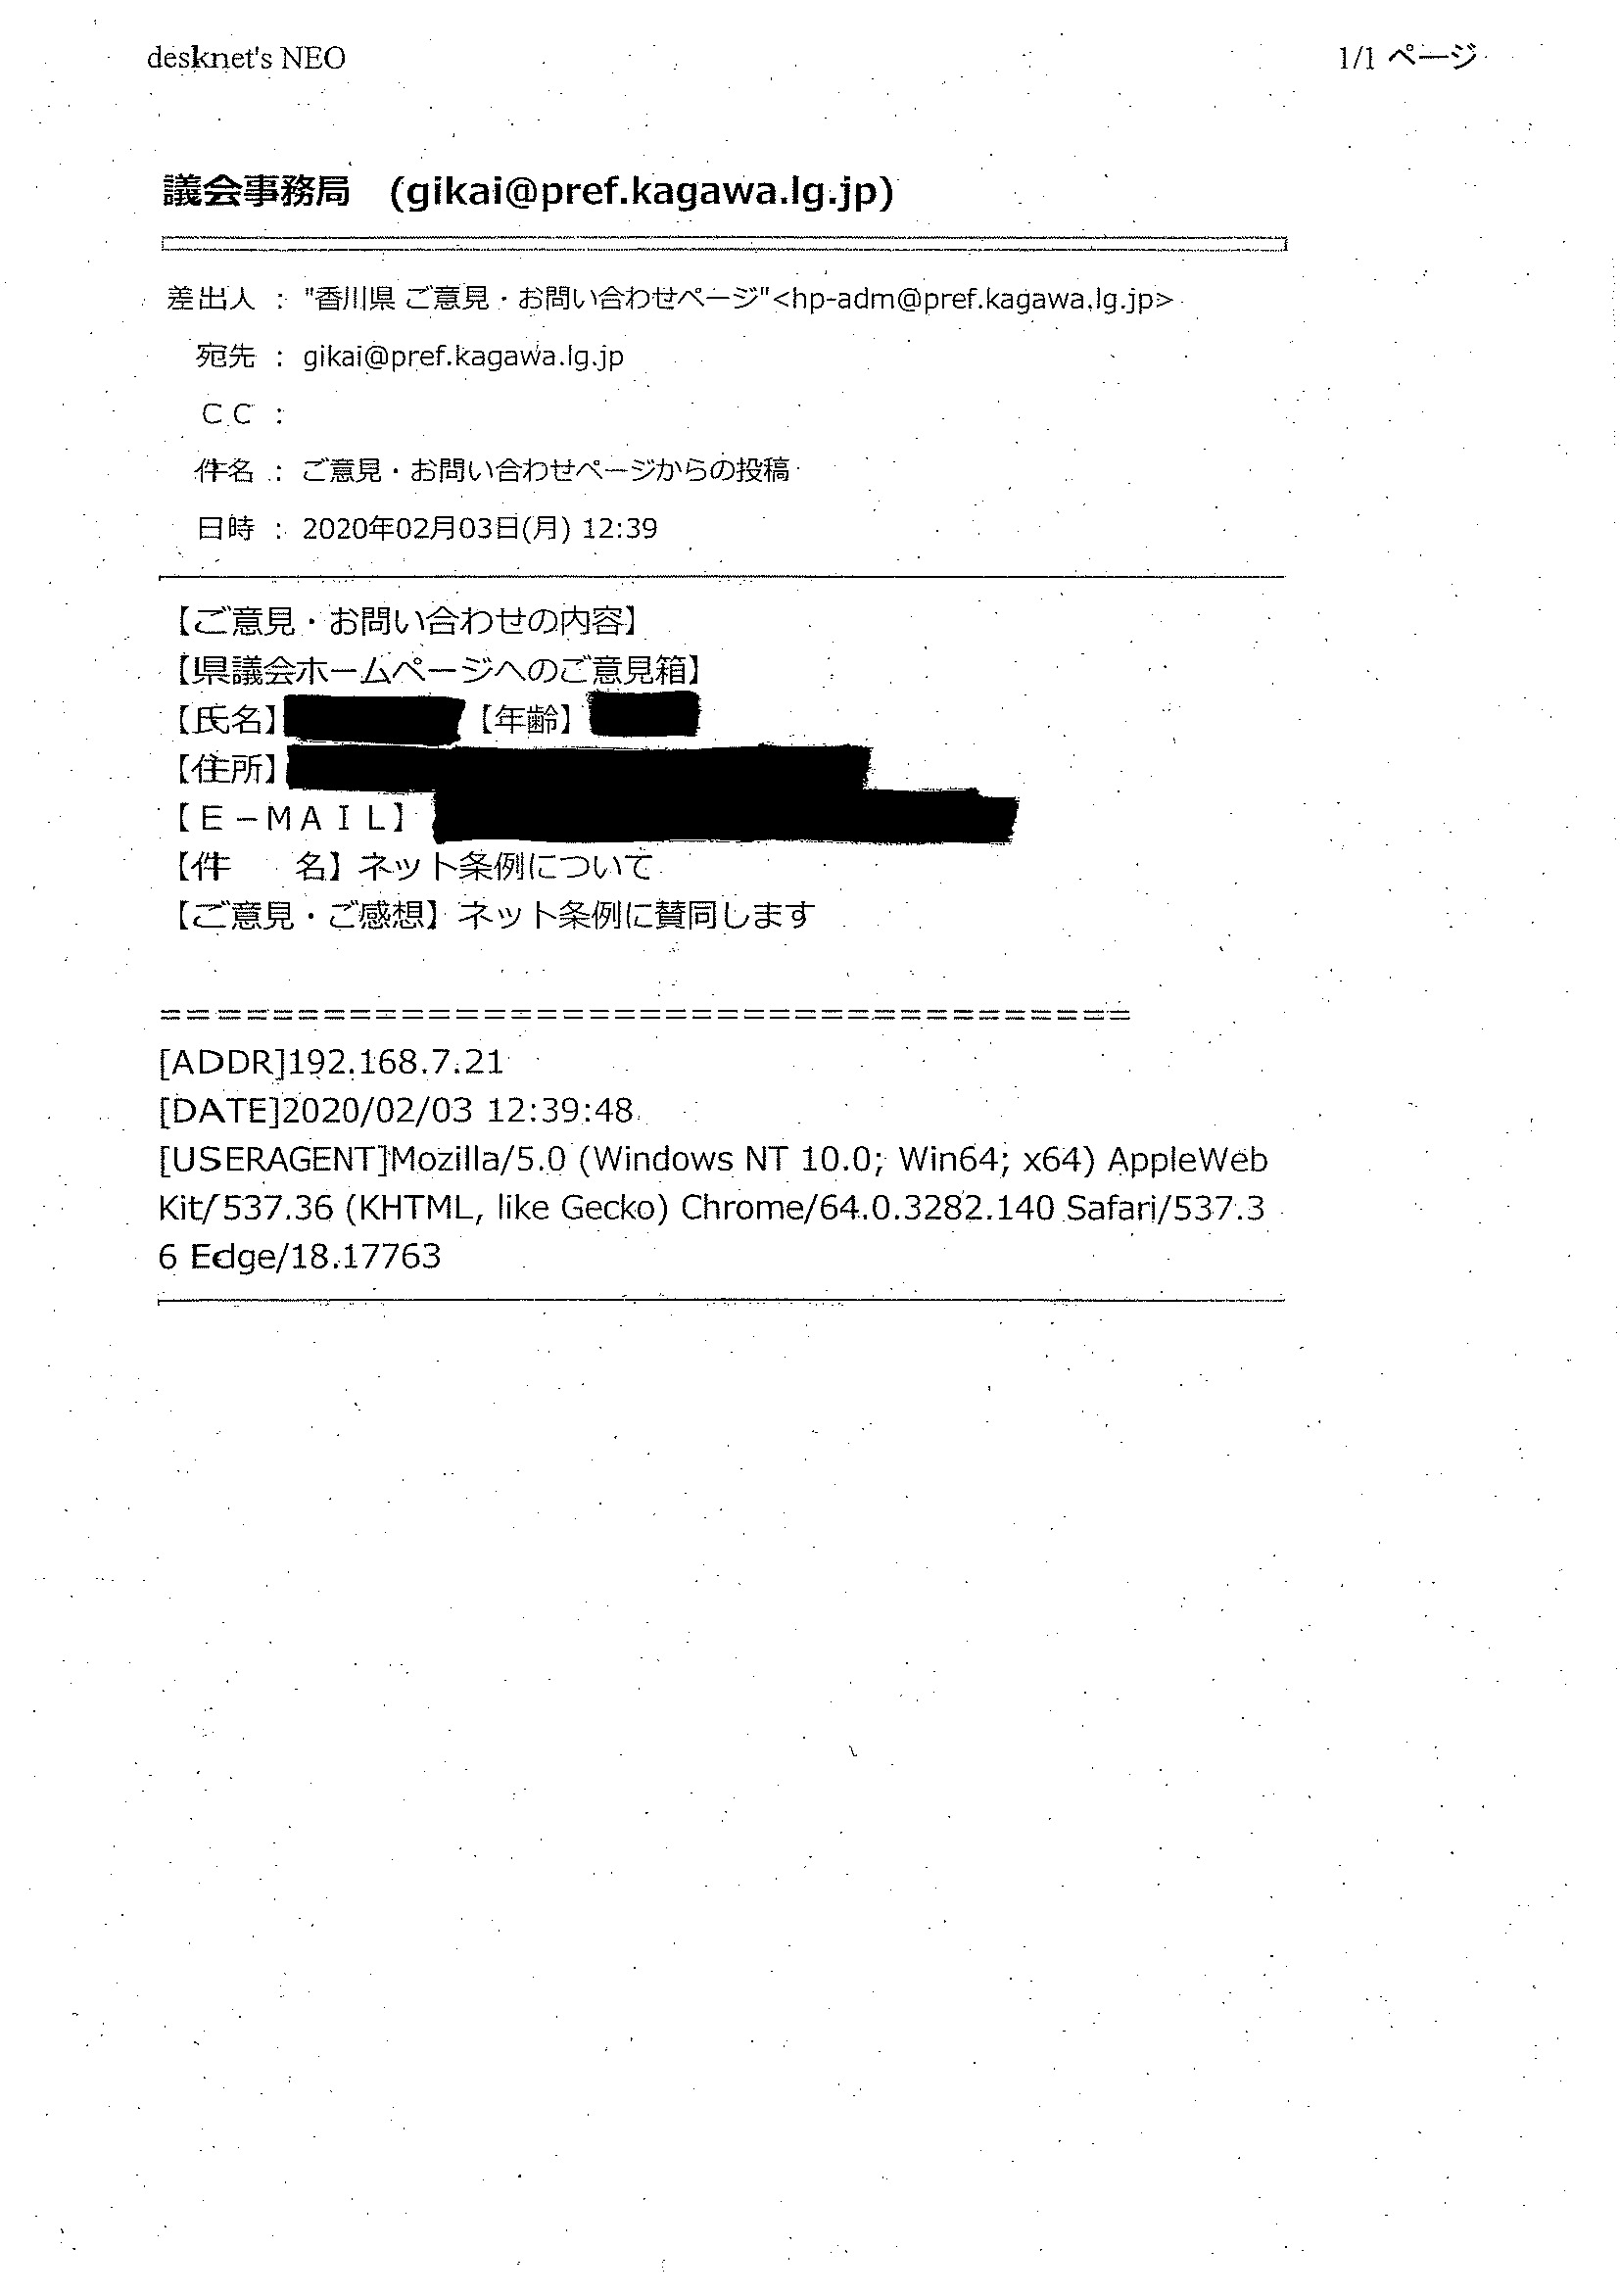 desknet's NEO
1/1 ページ
議会事務局 (gikai@pref.kagawa.lg.jp)
差出人 : "香川県 ご意見・お問い合わせページ"<hp-adm@pref.kagawa.lg.jp>
宛先 : gikai@pref.kagawa.lg.jp
ＣＣ :
件名 : ご意見・お問い合わせページからの投稿
日時 : 2020年02月03日(月) 12:39
【ご意見・お問い合わせの内容】
【県議会ホームページへのご意見箱】
【氏名】 【年齢】
【住所】
【Ｅ－ＭＡＩＬ】
【件　　名】ネット条例について
【ご意見・ご感想】ネット条例に賛同します
====================================
[ADDR]192.168.7.21
[DATE]2020/02/03 12:39:48
[USERAGENT]Mozilla/5.0 (Windows NT 10.0; Win64; x64) AppleWeb
Kit/537.36 (KHTML, like Gecko) Chrome/64.0.3282.140 Safari/537.3
6 Edge/18.17763